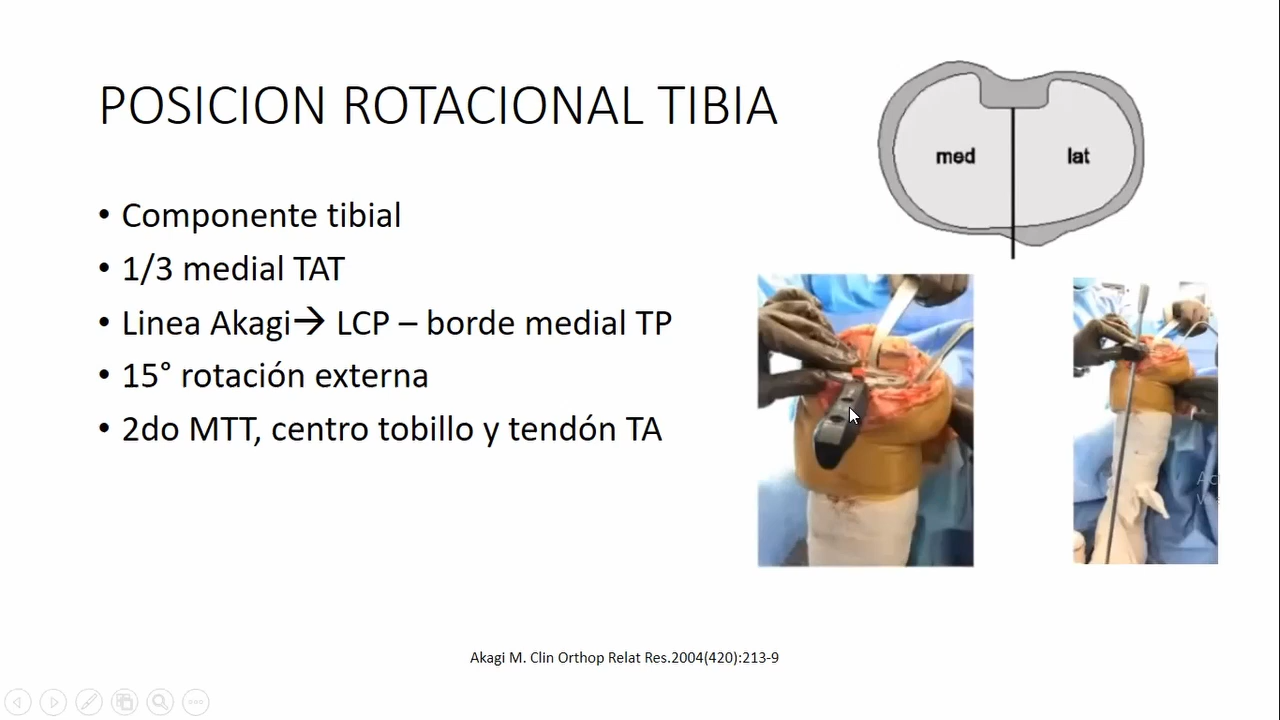 POSICION ROTACIONAL TIBIA
med
lat
• Componente tibial
• 1/3 medial TAT
• Linea Akagi→ LCP – borde medial TP
• 15° rotación externa
• 2do MTT, centro tobillo y tendón TA
Akagi M. Clin Orthop Relat Res.2004(420):213-9